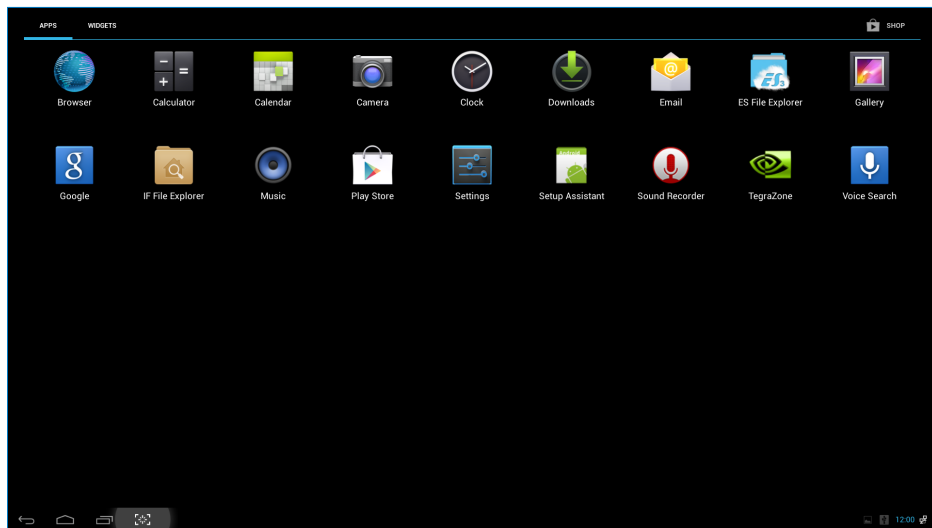 APPS WIDGETS SHOP
Browser Calculator Calendar Camera Clock Downloads Email ES File Explorer Gallery
Google IF File Explorer Music Play Store Settings Setup Assistant Sound Recorder TegraZone Voice Search
12:00